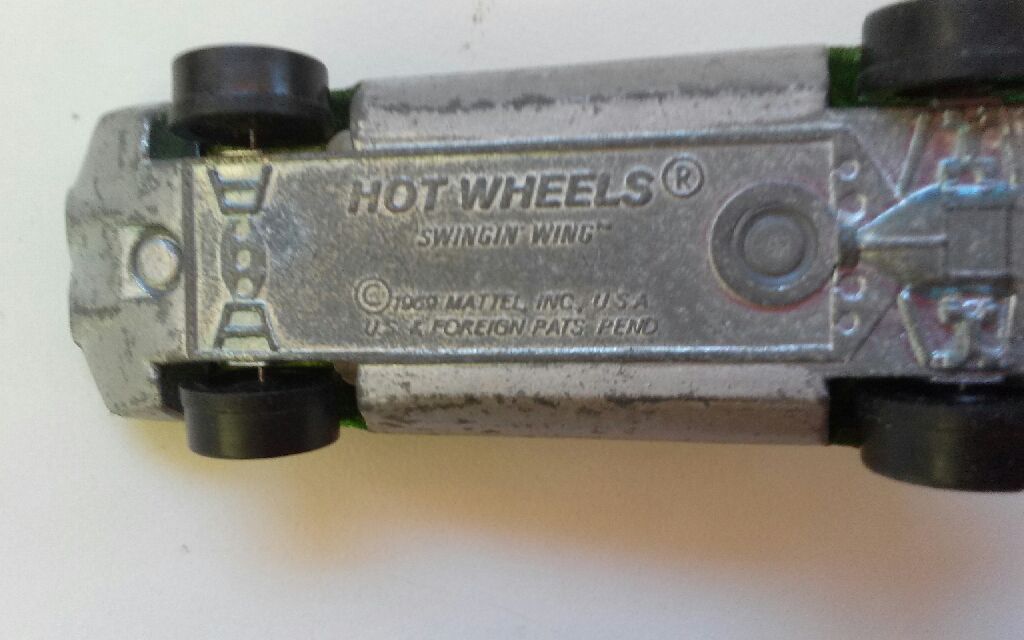 HOT WHEELS®
SWINGIN' WING™
©1969 MATTEL, INC., U.S.A.
U.S. & FOREIGN PATS. PEND.